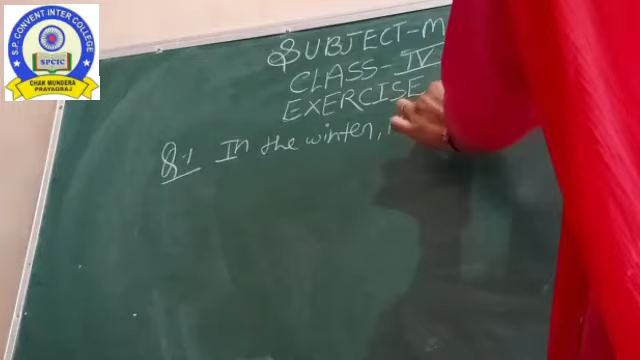 S.P. CONVENT INTER COLLEGE
SPCIC
CHAK MUNDERA
PRAYAGRAJ
SUBJECT-M
CLASS-IV
EXERCISE
Q.1 In the winter,